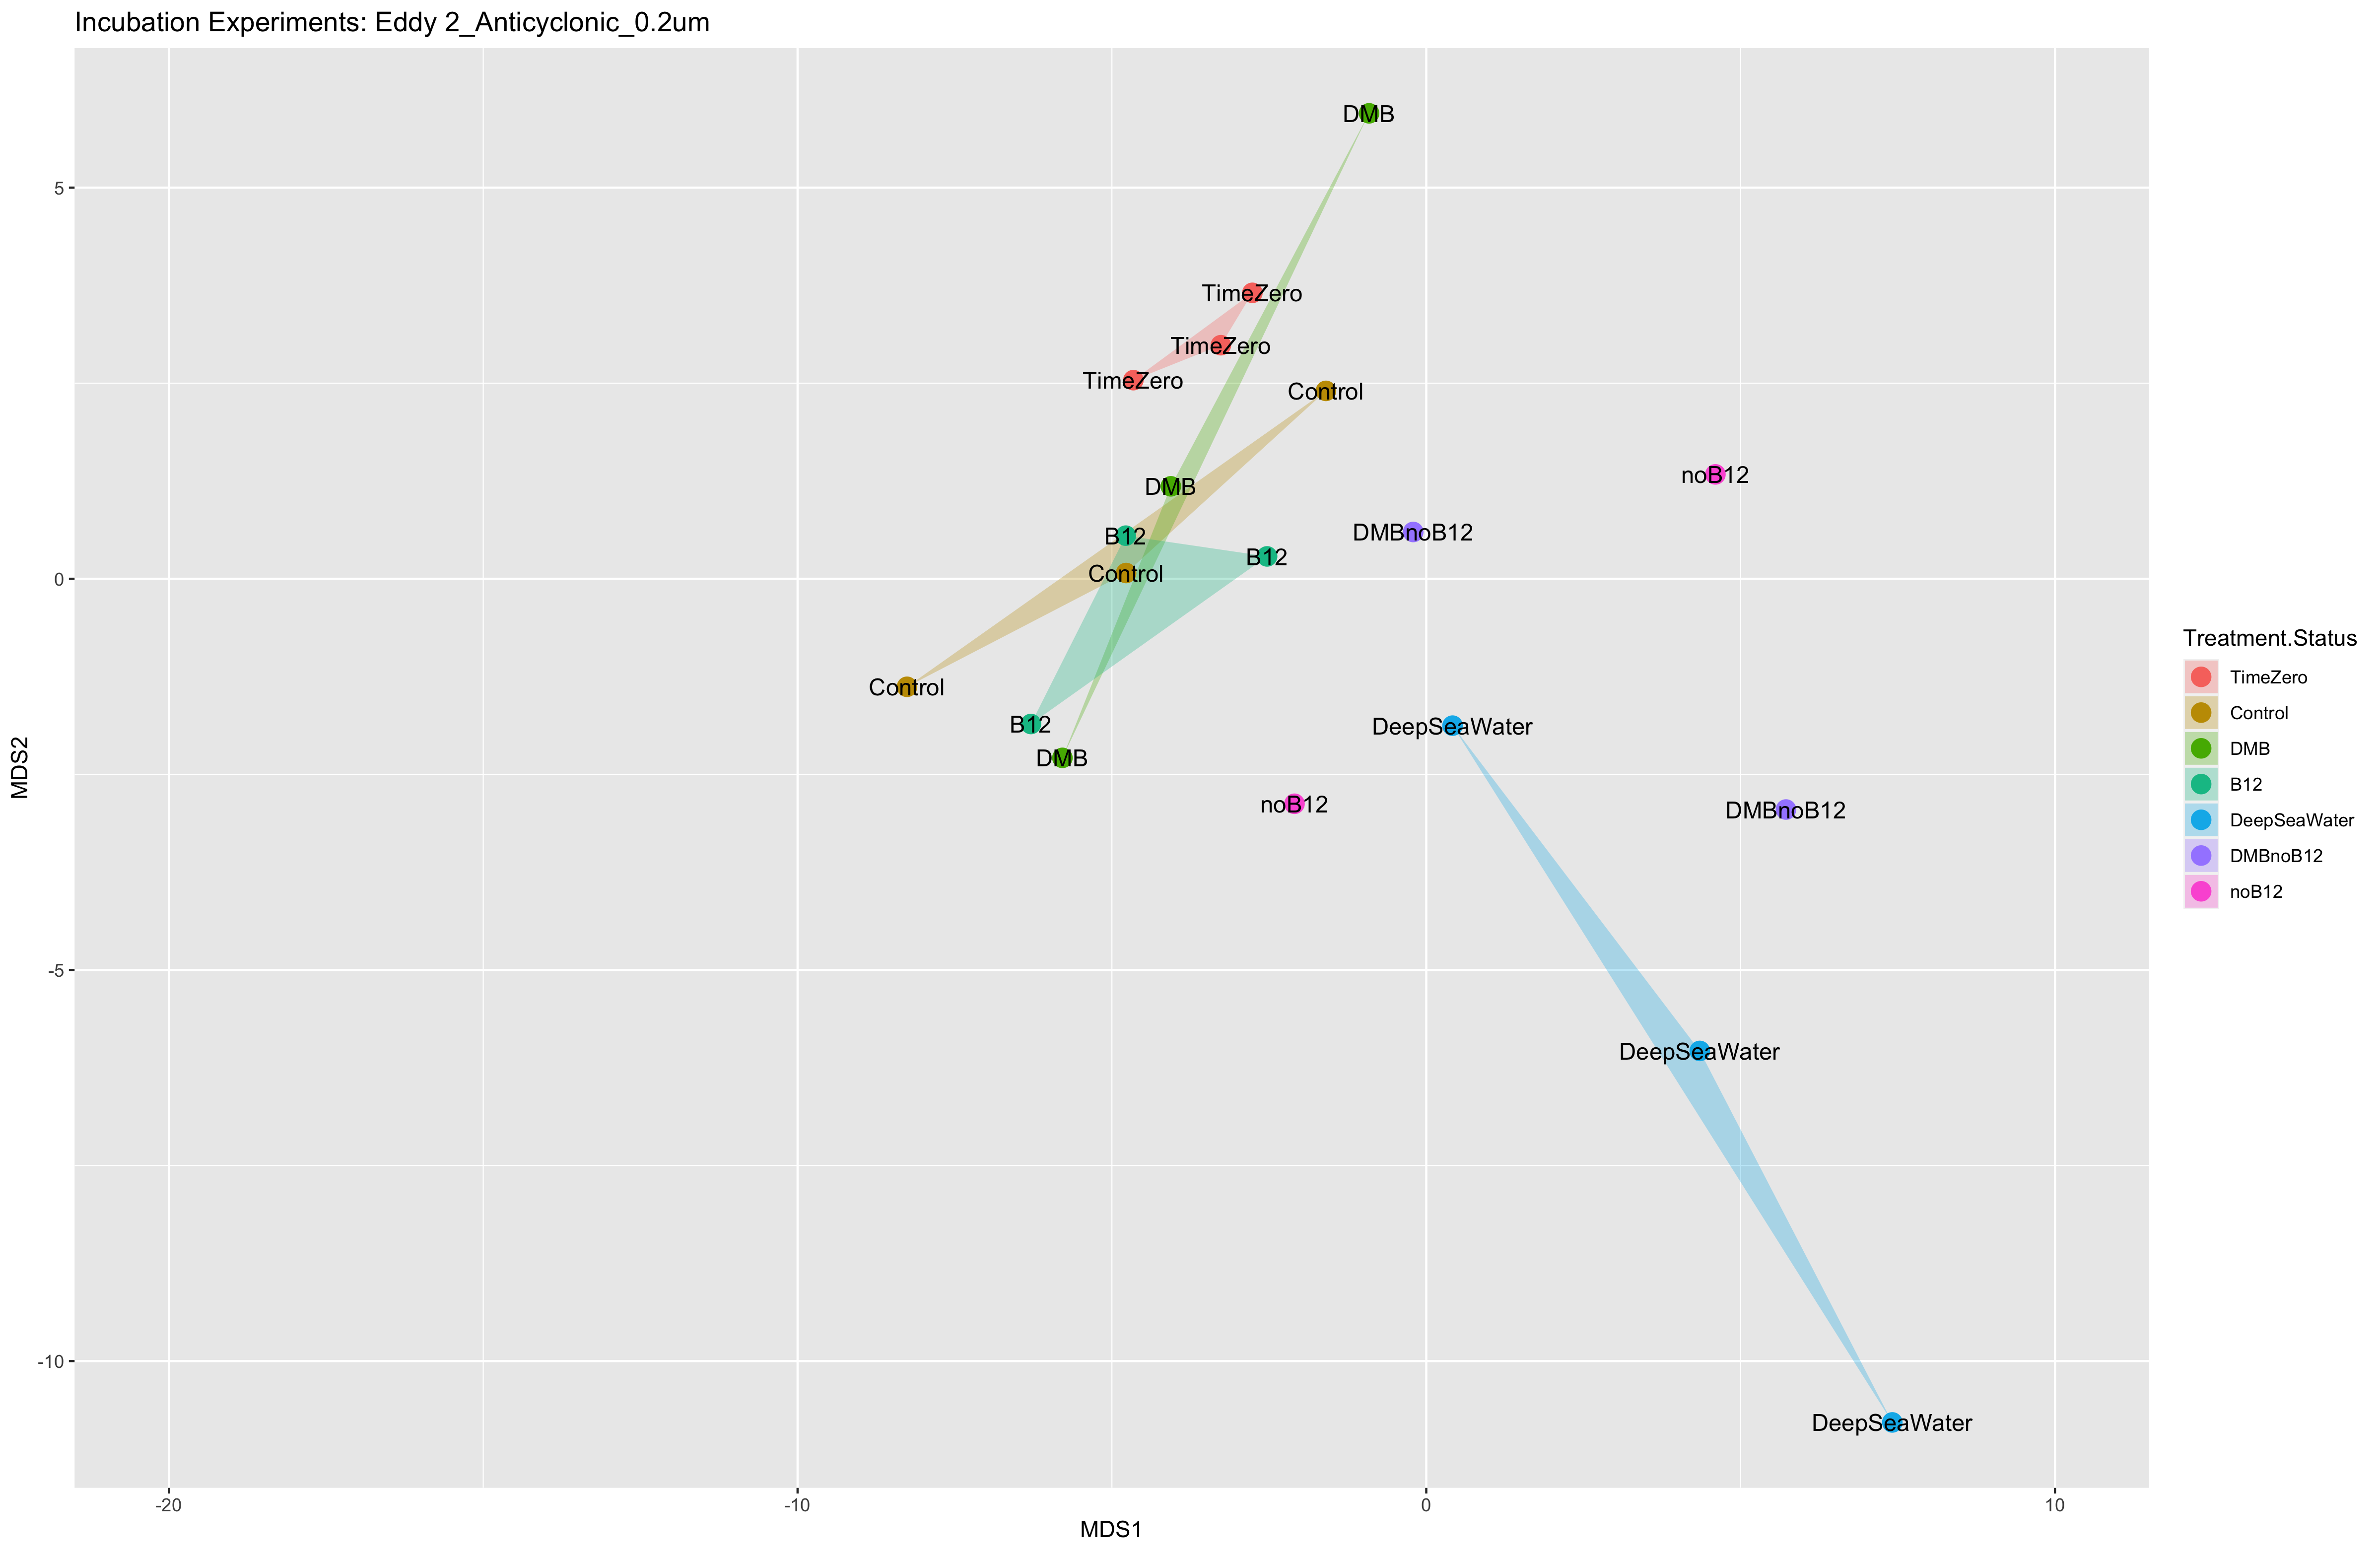 Incubation Experiments: Eddy 2_Anticyclonic_0.2um
DMB
5
TimeZero
TimeZero
TimeZero
Control
noB12
DMB
DMBnoB12
B12
B12
Control
0
Control
B12
DeepSeaWater
DMB
noB12
DMBnoB12
MDS2
-5
DeepSeaWater
-10
DeepSeaWater
-20
-10
0
10
MDS1
Treatment.Status
TimeZero
Control
DMB
B12
DeepSeaWater
DMBnoB12
noB12